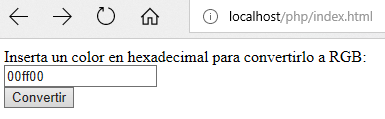 localhost/php/index.html
Inserta un color en hexadecimal para convertirlo a RGB:
00ff00
Convertir